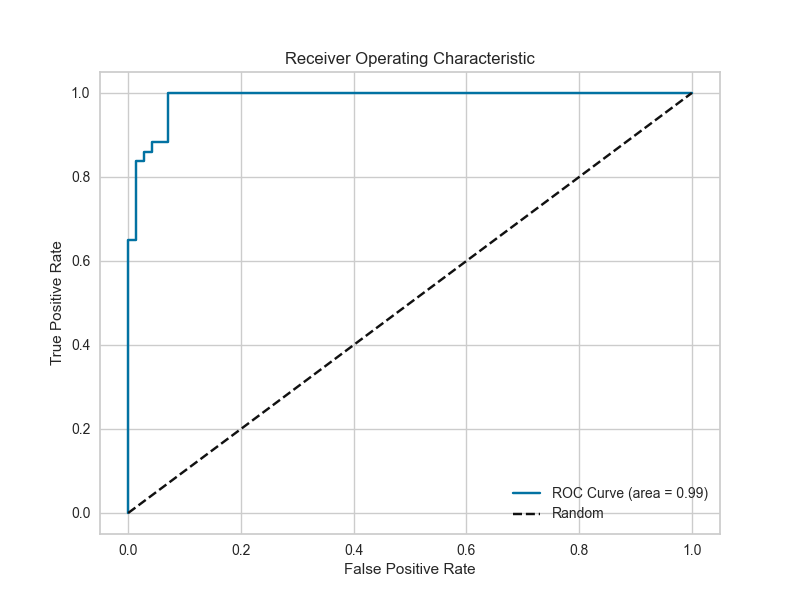 Receiver Operating Characteristic
True Positive Rate
1.0
0.8
0.6
0.4
0.2
0.0
ROC Curve (area = 0.99)
Random
0.0 0.2 0.4 0.6 0.8 1.0
False Positive Rate